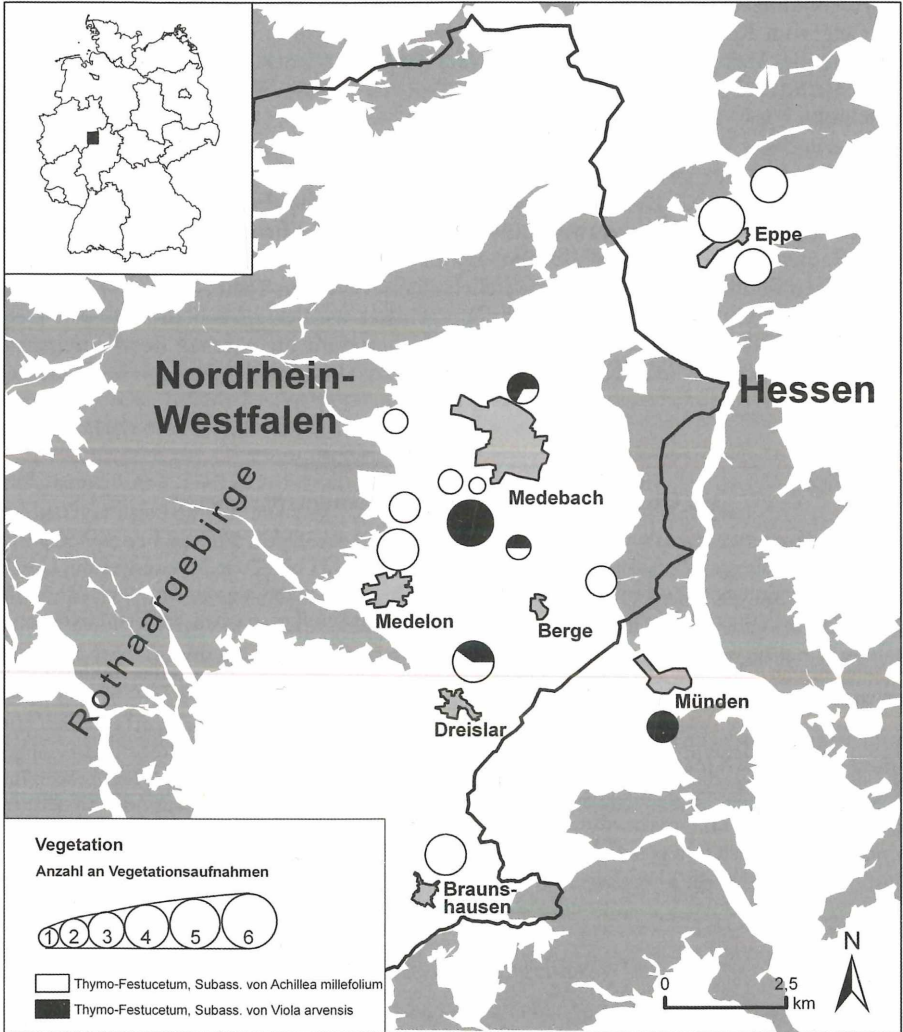 Eppe
Nordrhein-
Westfalen
Hessen
Medebach
Rothaargebirge
Medelon
Berge
Münden
Dreislar
Vegetation
Anzahl an Vegetationsaufnahmen
1 2 3 4 5 6
Thymo-Festucetum, Subass. von Achillea millefolium
Thymo-Festucetum, Subass. von Viola arvensis
Brauns-
hausen
N
0 2,5
km